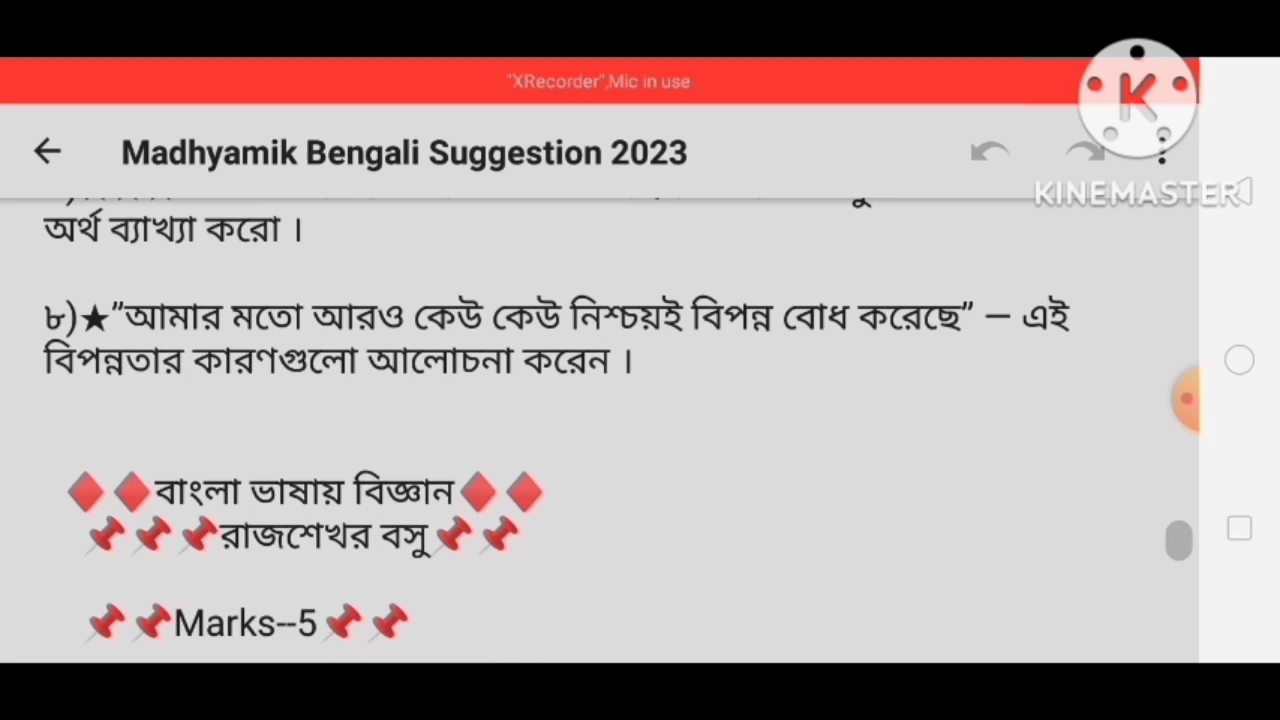 "XRecorder",Mic in use
Madhyamik Bengali Suggestion 2023
KINEMASTER
অর্থ ব্যাখ্যা করো ।
৮)★”আমার মতো আরও কেউ কেউ নিশ্চয়ই বিপন্ন বোধ করেছে” – এই
বিপন্নতার কারণগুলো আলোচনা করেন ।
বাংলা ভাষায় বিজ্ঞান
রাজশেখর বসু
Marks--5